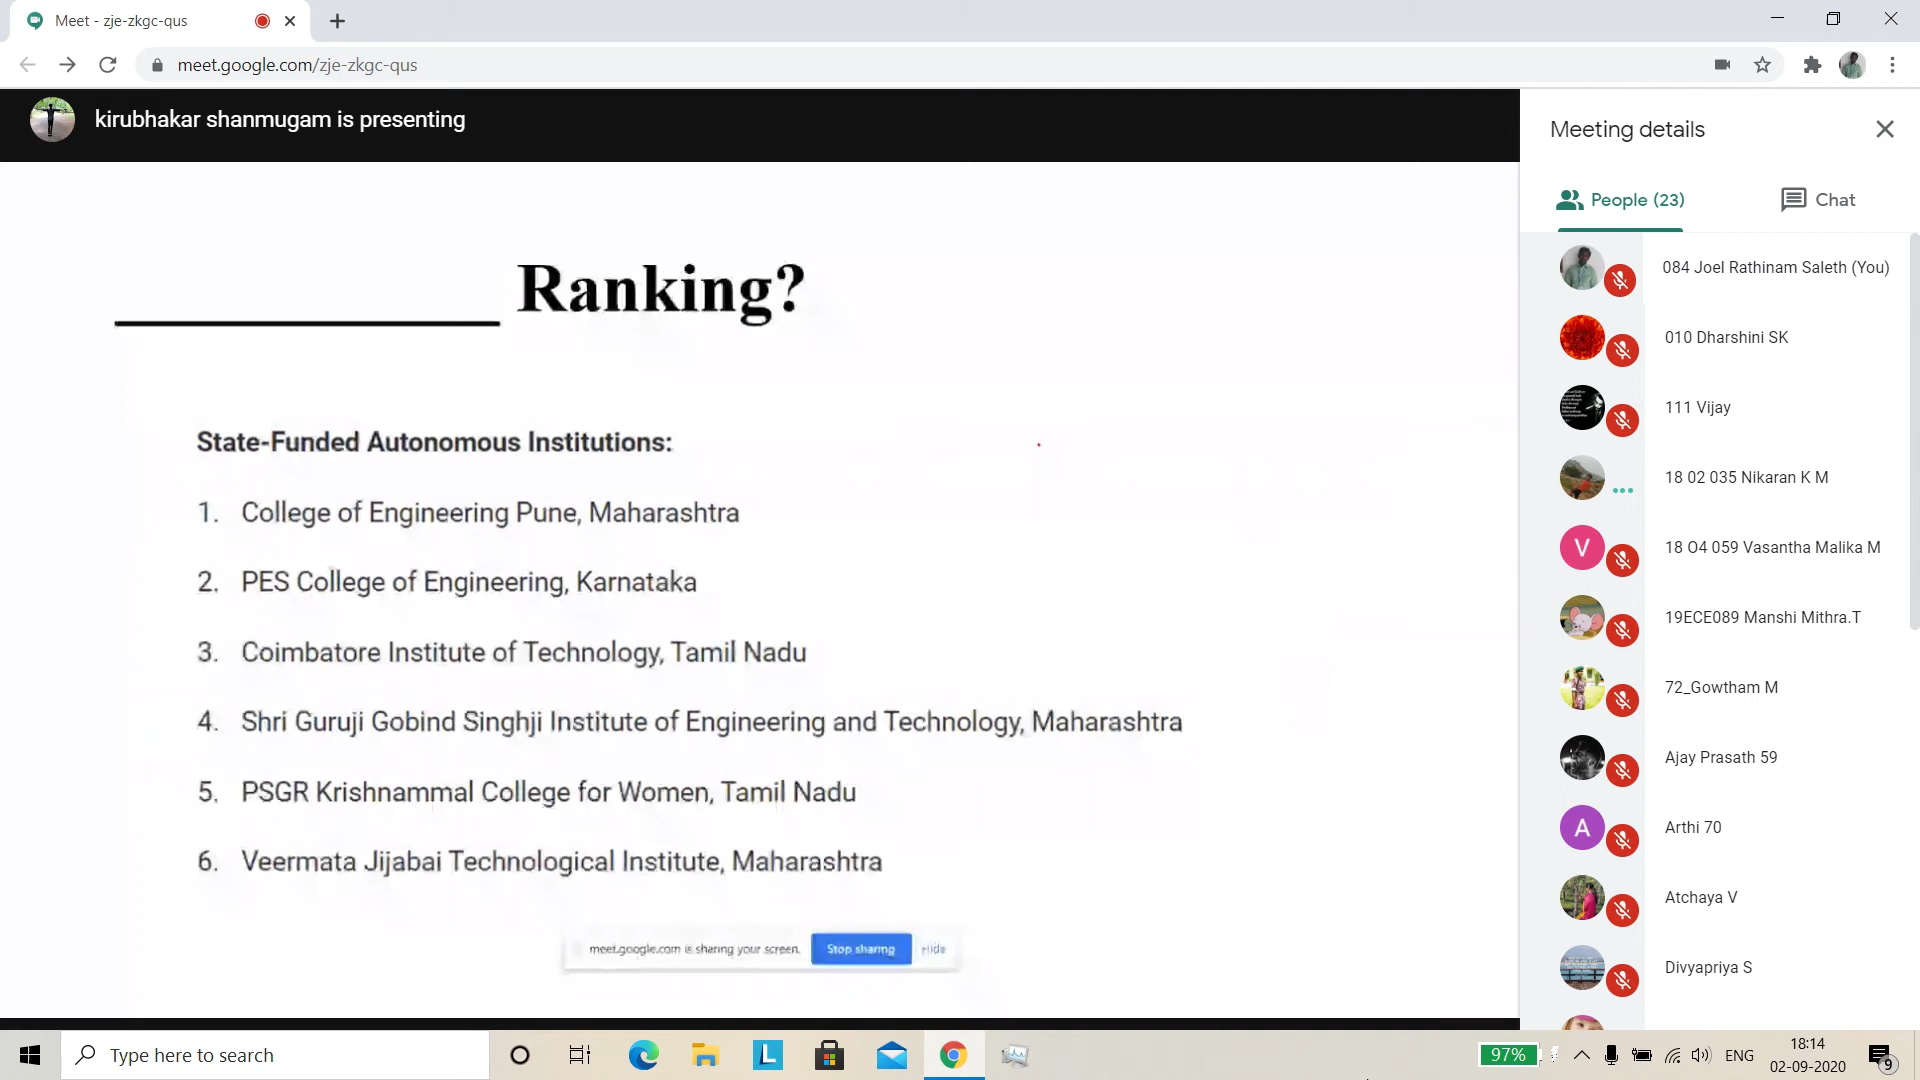 Meet - zje-zkgc-qus
meet.google.com/zje-zkgc-qus
kirubhakar shanmugam is presenting
Ranking?
State-Funded Autonomous Institutions:
1. College of Engineering Pune, Maharashtra
2. PES College of Engineering, Karnataka
3. Coimbatore Institute of Technology, Tamil Nadu
4. Shri Guruji Gobind Singhji Institute of Engineering and Technology, Maharashtra
5. PSGR Krishnammal College for Women, Tamil Nadu
6. Veermata Jijabai Technological Institute, Maharashtra
meet.google.com is sharing your screen. Stop sharing Hide
Meeting details
People (23) Chat
084 Joel Rathinam Saleth (You)
010 Dharshini SK
111 Vijay
18 02 035 Nikaran K M
V
18 O4 059 Vasantha Malika M
19ECE089 Manshi Mithra.T
72_Gowtham M
Ajay Prasath 59
A
Arthi 70
Atchaya V
Divyapriya S
Type here to search
L
97%
ENG
18:14
02-09-2020
9